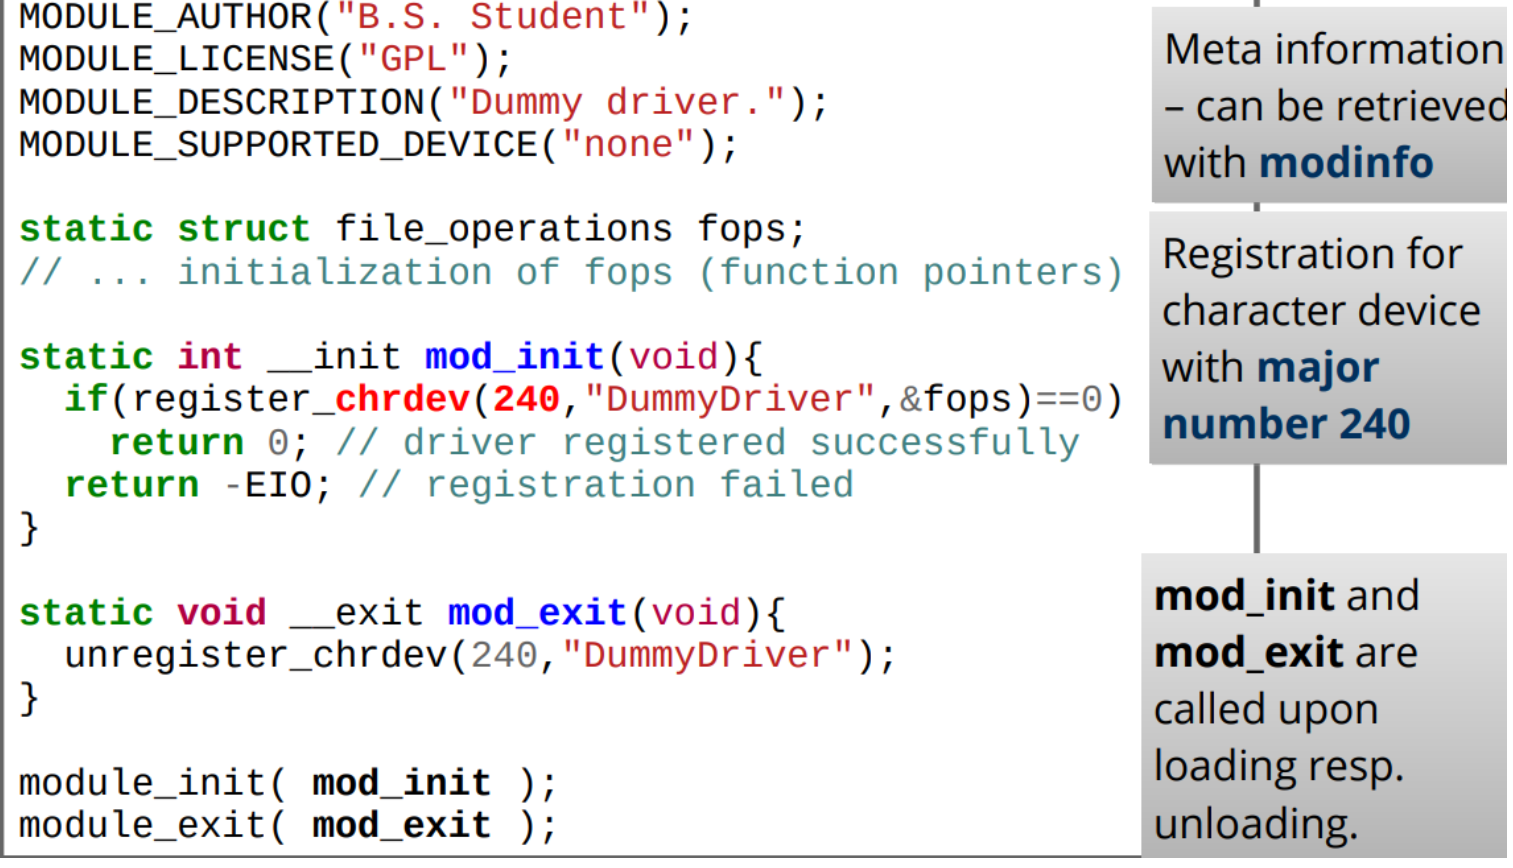 MODULE_AUTHOR("B.S. Student");
MODULE_LICENSE("GPL");
MODULE_DESCRIPTION("Dummy driver.");
MODULE_SUPPORTED_DEVICE("none");
static struct file_operations fops;
// ... initialization of fops (function pointers)
static int __init mod_init(void){
if(register_chrdev(240,"DummyDriver",&fops)==0)
return 0; // driver registered successfully
return -EIO; // registration failed
}
static void __exit mod_exit(void){
unregister_chrdev(240,"DummyDriver");
}
module_init( mod_init );
module_exit( mod_exit );
Meta information
– can be retrieved
with modinfo
Registration for
character device
with major
number 240
mod_init and
mod_exit are
called upon
loading resp.
unloading.